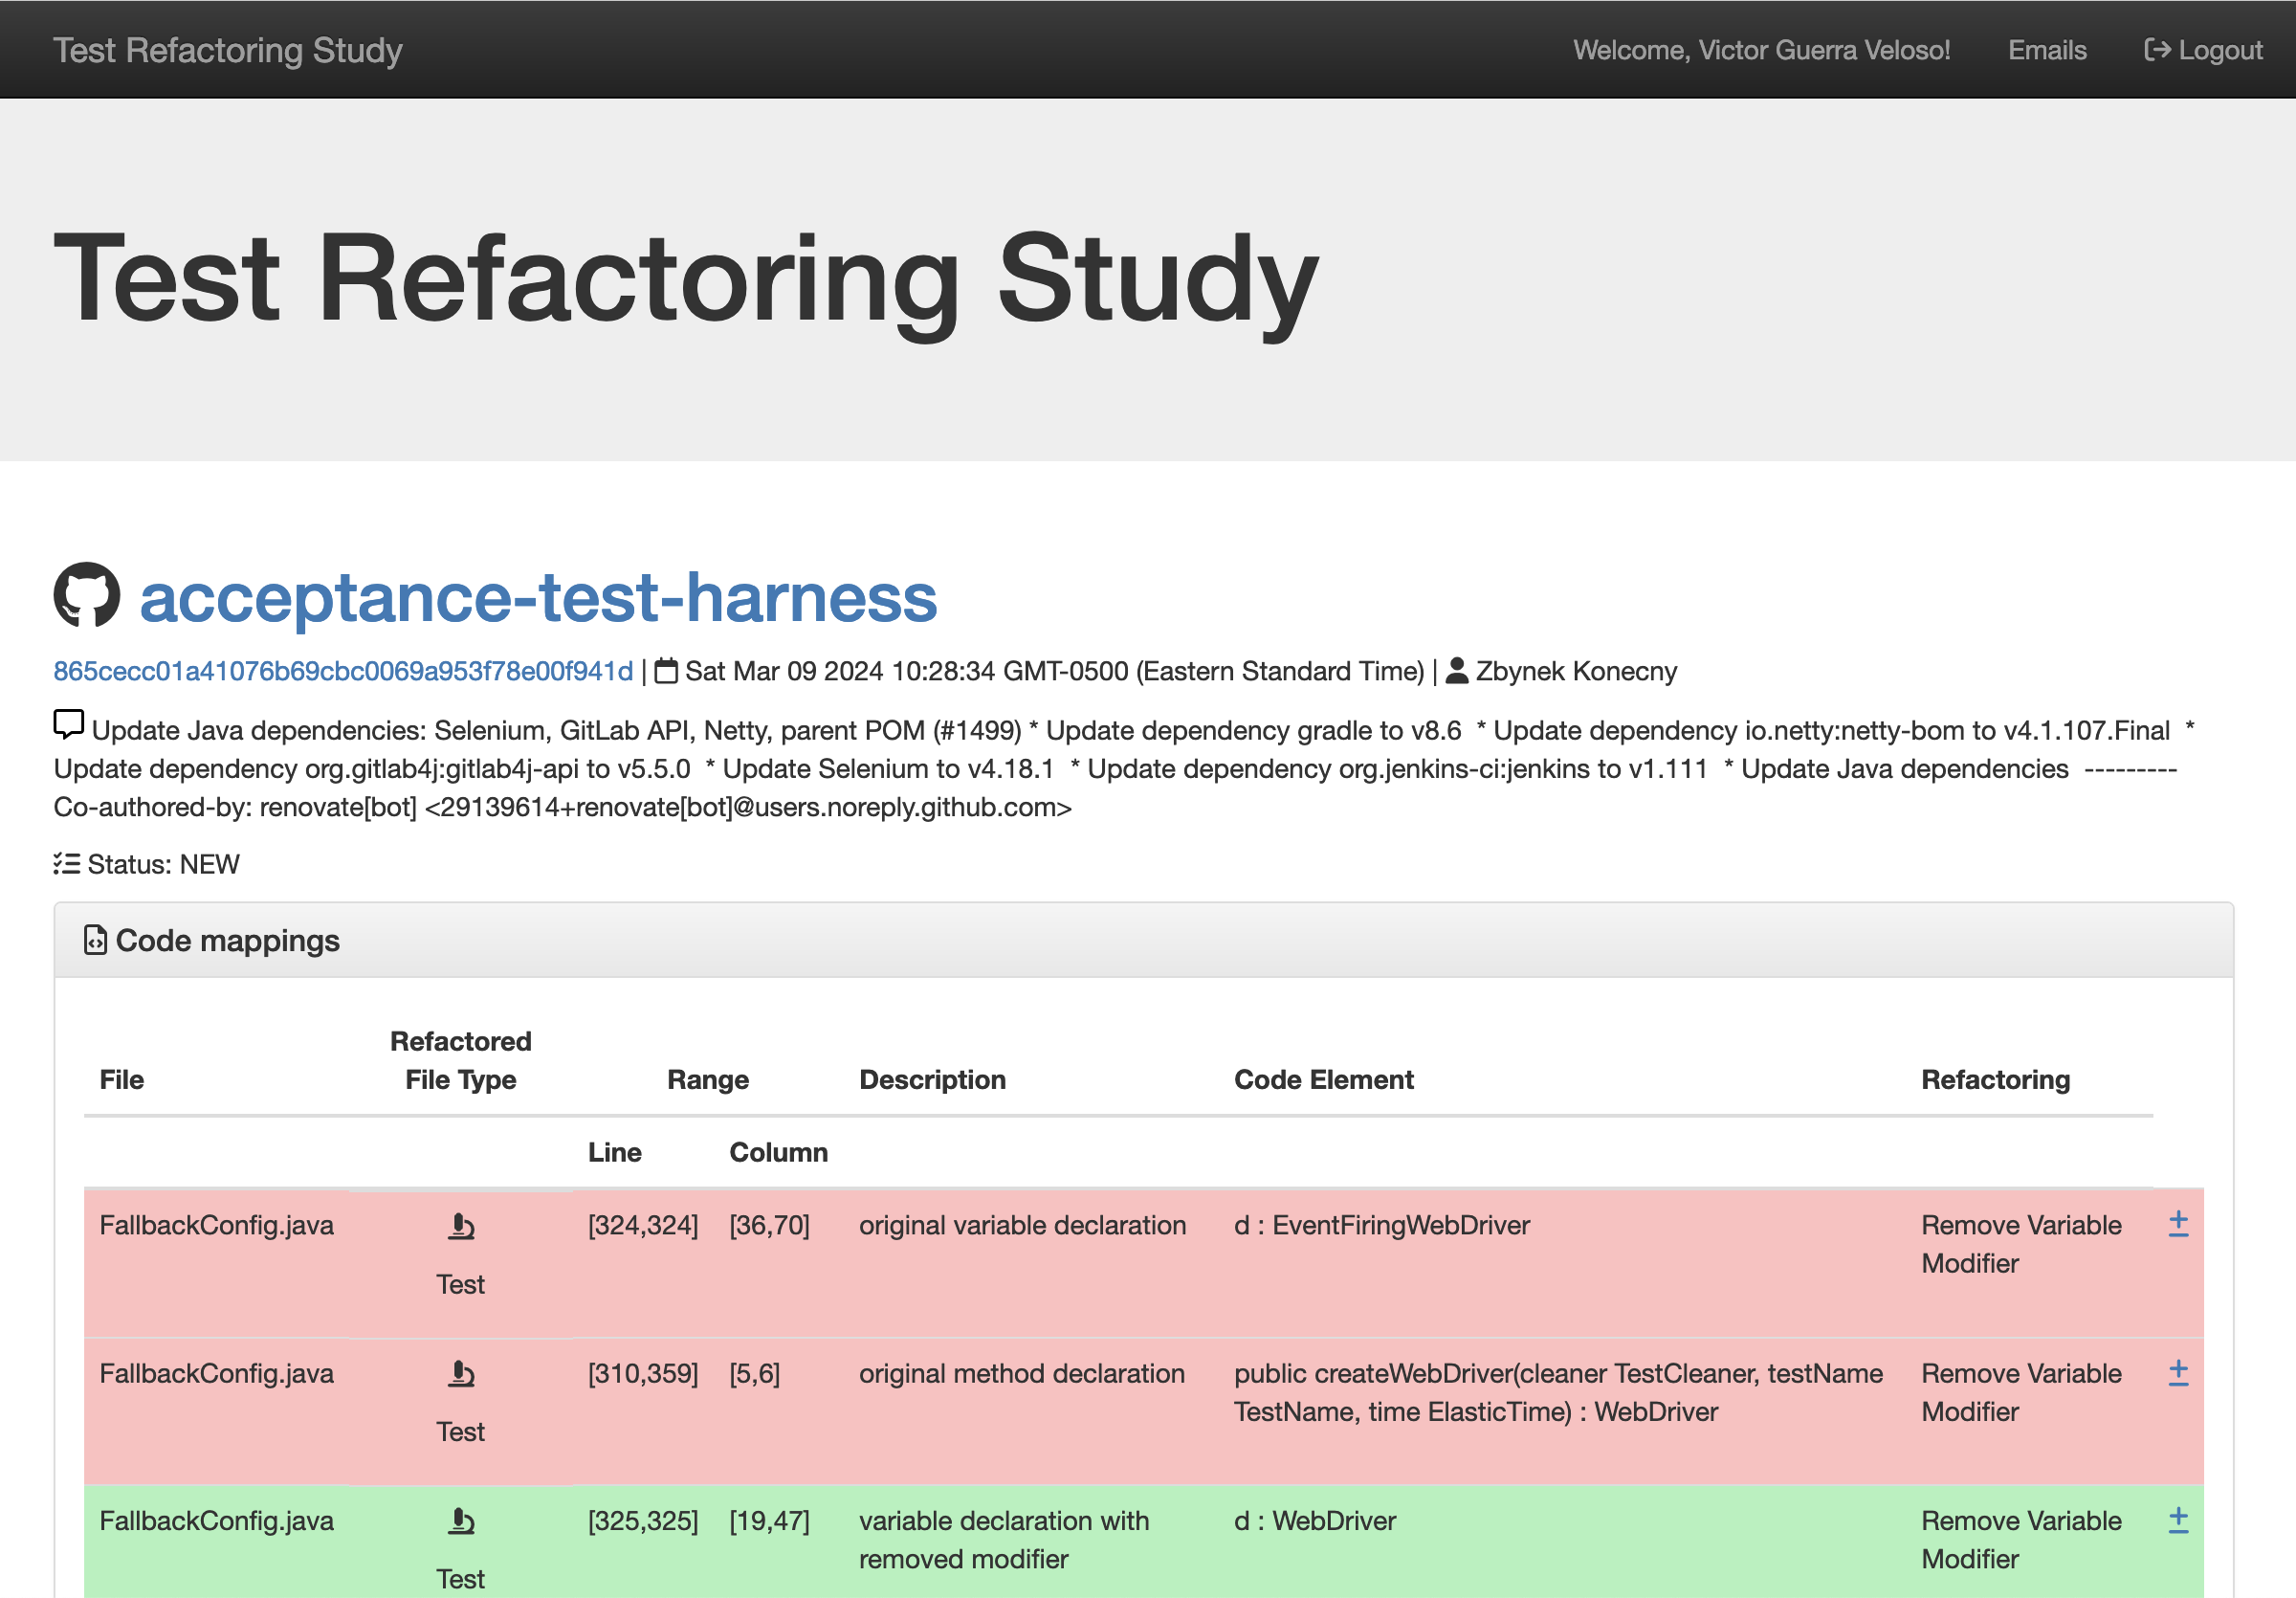 Test Refactoring Study
Welcome, Victor Guerra Veloso!
Emails
Logout
Test Refactoring Study
acceptance-test-harness
865cecc01a41076b69cbc0069a953f78e00f941d | Sat Mar 09 2024 10:28:34 GMT-0500 (Eastern Standard Time) | Zbynek Konecny
Update Java dependencies: Selenium, GitLab API, Netty, parent POM (#1499) * Update dependency gradle to v8.6 * Update dependency io.netty:netty-bom to v4.1.107.Final *
Update dependency org.gitlab4j:gitlab4j-api to v5.5.0 * Update Selenium to v4.18.1 * Update dependency org.jenkins-ci:jenkins to v1.111 * Update Java dependencies ---------
Co-authored-by: renovate[bot] <29139614+renovate[bot]@users.noreply.github.com>
Status: NEW
Code mappings
File
Refactored
File Type
Range
Description
Code Element
Refactoring
Line
Column
FallbackConfig.java
Test
[324,324]
[36,70]
original variable declaration
d : EventFiringWebDriver
Remove Variable
Modifier
±
FallbackConfig.java
Test
[310,359]
[5,6]
original method declaration
public createWebDriver(cleaner TestCleaner, testName
TestName, time ElasticTime) : WebDriver
Remove Variable
Modifier
±
FallbackConfig.java
Test
[325,325]
[19,47]
variable declaration with
removed modifier
d : WebDriver
Remove Variable
Modifier
±